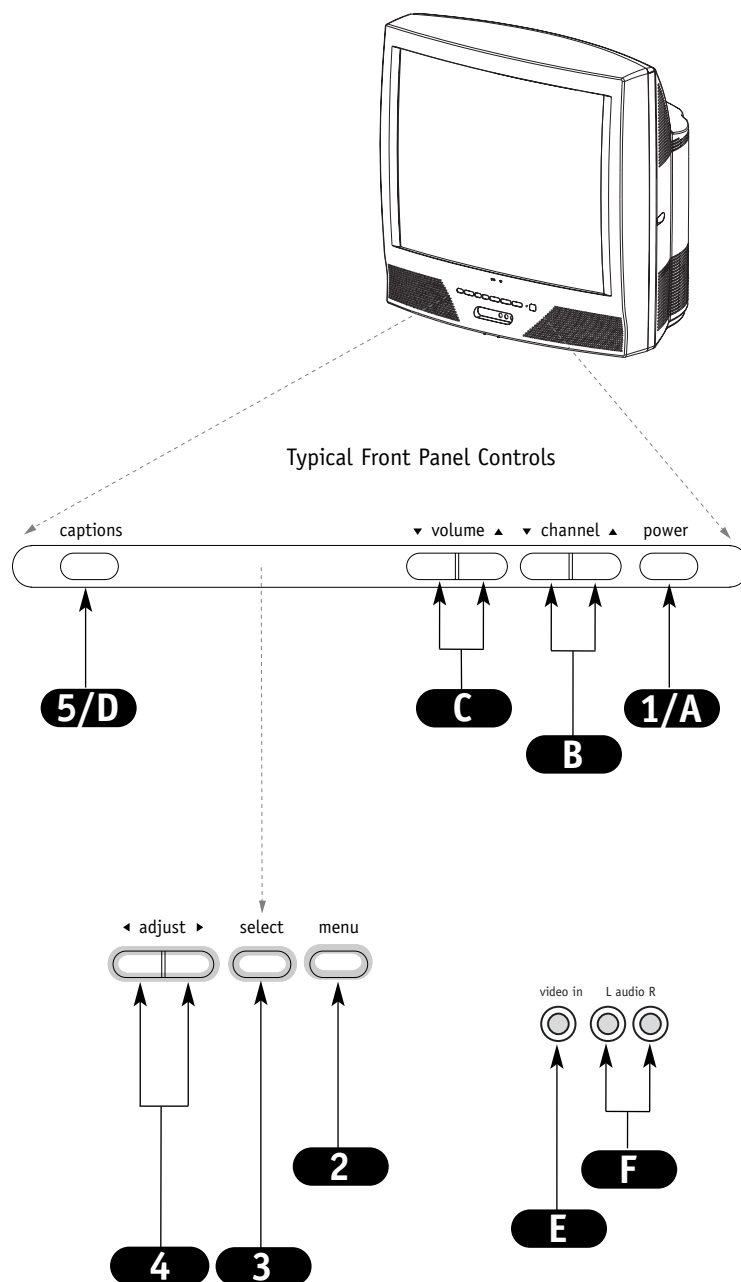 Typical Front Panel Controls
captions
▼ volume ▲
▼ channel ▲
power
5/D
C
B
1/A
◀ adjust ▶
select
menu
video in
L audio R
2
F
E
4
3